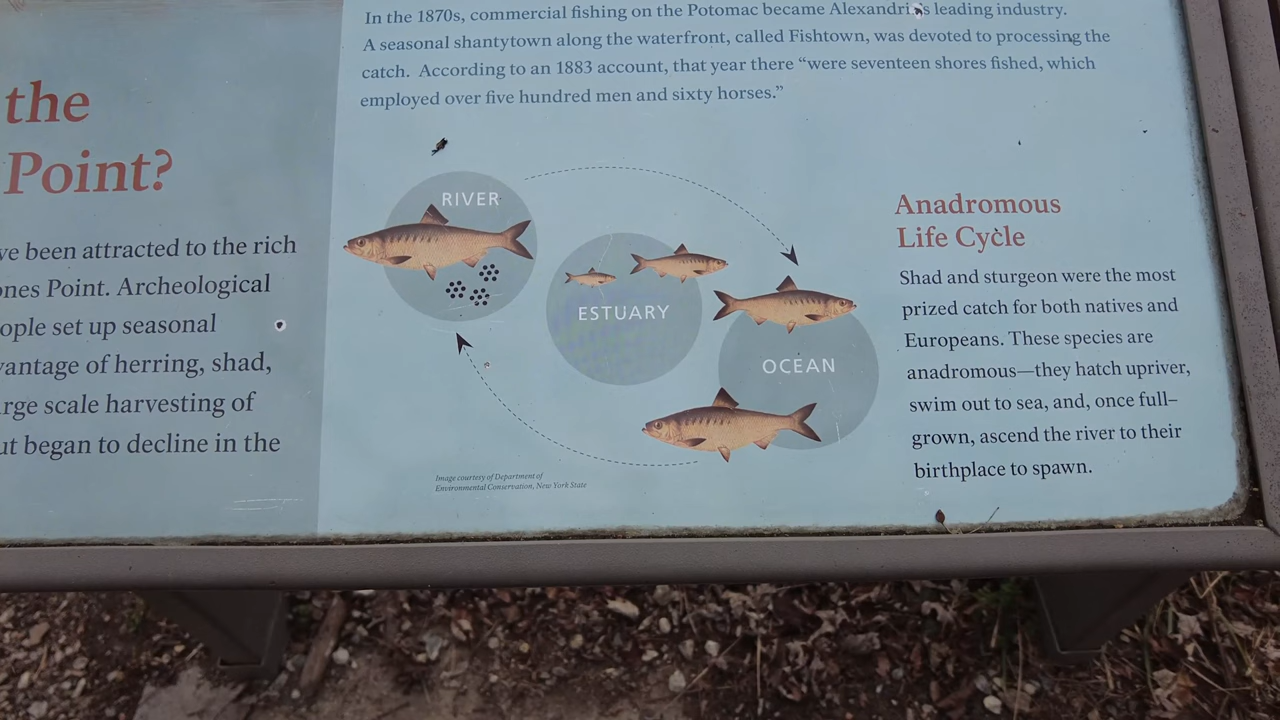 the
Point?
ve been attracted to the rich
ones Point. Archeological
ople set up seasonal
vantage of herring, shad,
rge scale harvesting of
ut began to decline in the
In the 1870s, commercial fishing on the Potomac became Alexandria's leading industry.
A seasonal shantytown along the waterfront, called Fishtown, was devoted to processing the
catch. According to an 1883 account, that year there “were seventeen shores fished, which
employed over five hundred men and sixty horses.”
RIVER
ESTUARY
OCEAN
Image courtesy of Department of
Environmental Conservation, New York State
Anadromous
Life Cycle
Shad and sturgeon were the most
prized catch for both natives and
Europeans. These species are
anadromous—they hatch upriver,
swim out to sea, and, once full–
grown, ascend the river to their
birthplace to spawn.